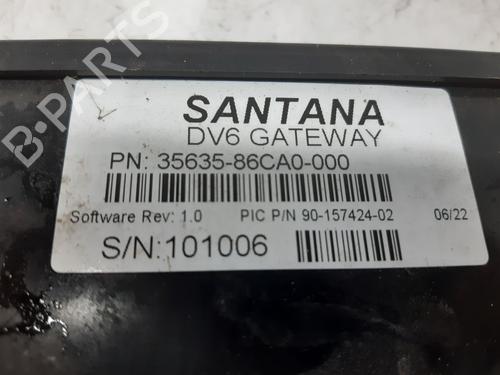 SANTANA
DV6 GATEWAY
PN: 35635-86CA0-000
Software Rev: 1.0 PIC P/N 90-157424-02 06/22
S/N:101006
B-PARTS